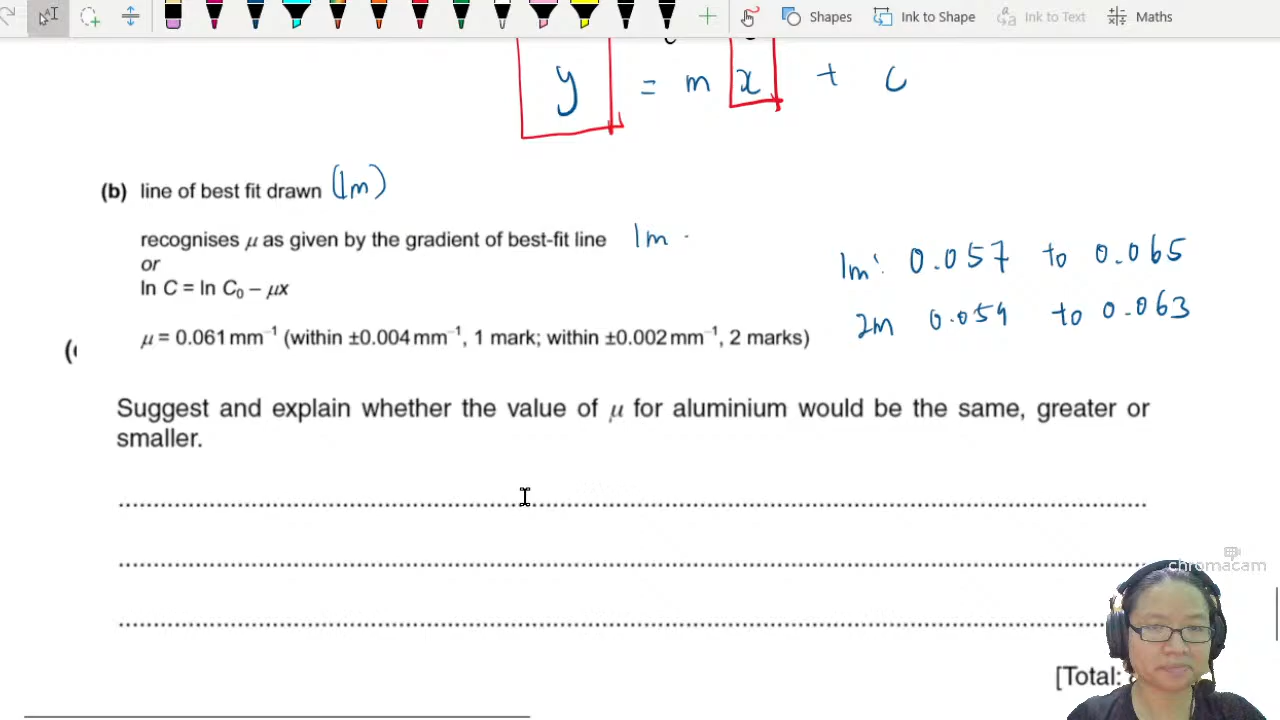 Shapes Ink to Shape Ink to Text Maths
y = m x + c
(b) line of best fit drawn (1m)
recognises μ as given by the gradient of best-fit line 1m
or
ln C = ln C₀ – μx
1m: 0.057 to 0.065
2m 0.059 to 0.063
μ = 0.061 mm⁻¹ (within ±0.004 mm⁻¹, 1 mark; within ±0.002 mm⁻¹, 2 marks)
Suggest and explain whether the value of μ for aluminium would be the same, greater or
smaller.
chromacam
[Total: